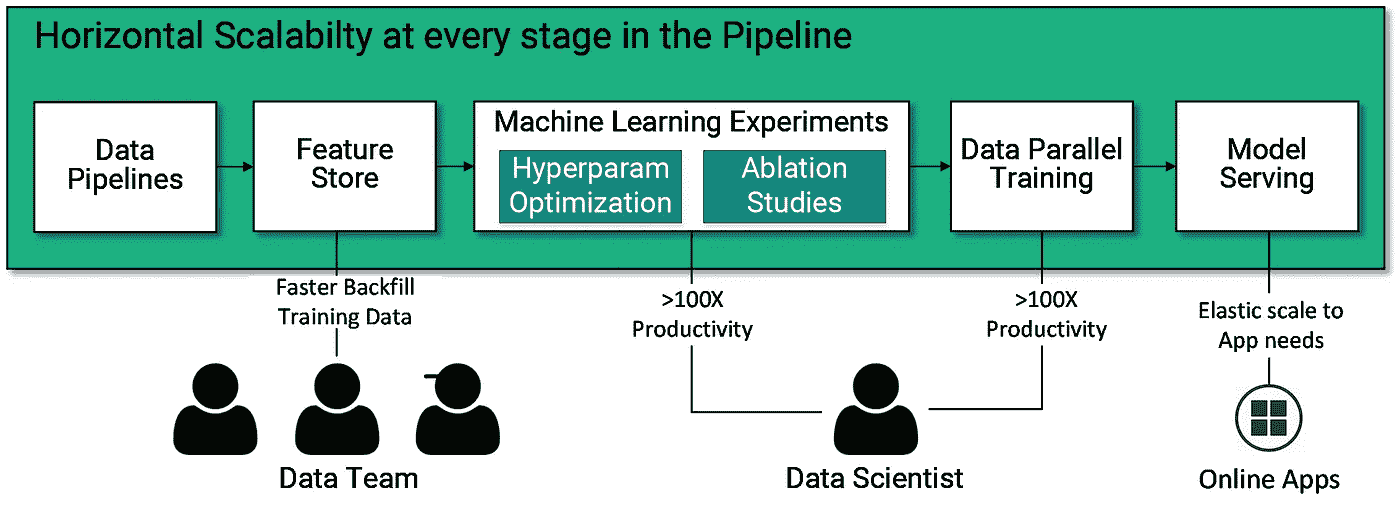 Horizontal Scalabilty at every stage in the Pipeline
Data
Pipelines
Feature
Store
Machine Learning Experiments
Hyperparam
Optimization
Ablation
Studies
Data Parallel
Training
Model
Serving
Faster Backfill
Training Data
>100X
Productivity
>100X
Productivity
Elastic scale to
App needs
Data Team
Data Scientist
Online Apps